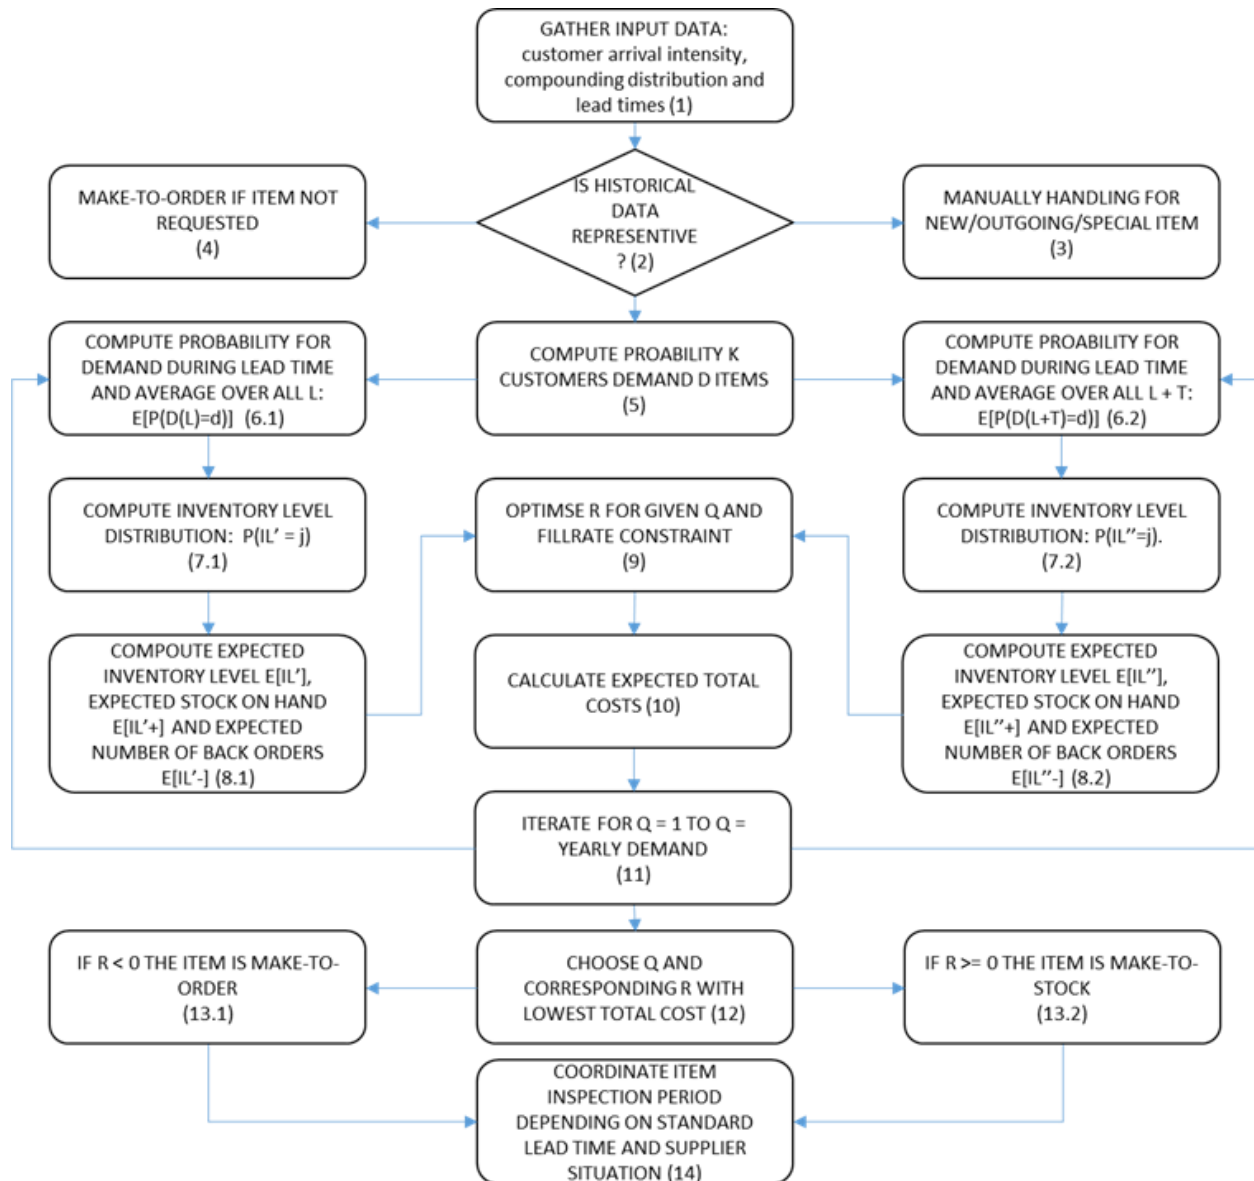 GATHER INPUT DATA:
customer arrival intensity,
compounding distribution and
lead times (1)
MAKE-TO-ORDER IF ITEM NOT
REQUESTED
(4)
IS HISTORICAL
DATA
REPRESENTIVE
? (2)
MANUALLY HANDLING FOR
NEW/OUTGOING/SPECIAL ITEM
(3)
COMPUTE PROBABILITY FOR
DEMAND DURING LEAD TIME
AND AVERAGE OVER ALL L:
E[P(D(L)=d)] (6.1)
COMPUTE PROABILITY K
CUSTOMERS DEMAND D ITEMS
(5)
COMPUTE PROABILITY FOR
DEMAND DURING LEAD TIME
AND AVERAGE OVER ALL L + T:
E[P(D(L+T)=d)] (6.2)
COMPUTE INVENTORY LEVEL
DISTRIBUTION: P(IL' = j)
(7.1)
OPTIMSE R FOR GIVEN Q AND
FILLRATE CONSTRAINT
(9)
COMPUTE INVENTORY LEVEL
DISTRIBUTION: P(IL''=j).
(7.2)
COMPOUTE EXPECTED
INVENTORY LEVEL E[IL'],
EXPECTED STOCK ON HAND
E[IL'+] AND EXPECTED
NUMBER OF BACK ORDERS
E[IL'-] (8.1)
CALCULATE EXPECTED TOTAL
COSTS (10)
COMPOUTE EXPECTED
INVENTORY LEVEL E[IL''],
EXPECTED STOCK ON HAND
E[IL''+] AND EXPECTED
NUMBER OF BACK ORDERS
E[IL''-] (8.2)
ITERATE FOR Q = 1 TO Q =
YEARLY DEMAND
(11)
IF R < 0 THE ITEM IS MAKE-TO-
ORDER
(13.1)
CHOOSE Q AND
CORRESPONDING R WITH
LOWEST TOTAL COST (12)
IF R >= 0 THE ITEM IS MAKE-TO-
STOCK
(13.2)
COORDINATE ITEM
INSPECTION PERIOD
DEPENDING ON STANDARD
LEAD TIME AND SUPPLIER
SITUATION (14)